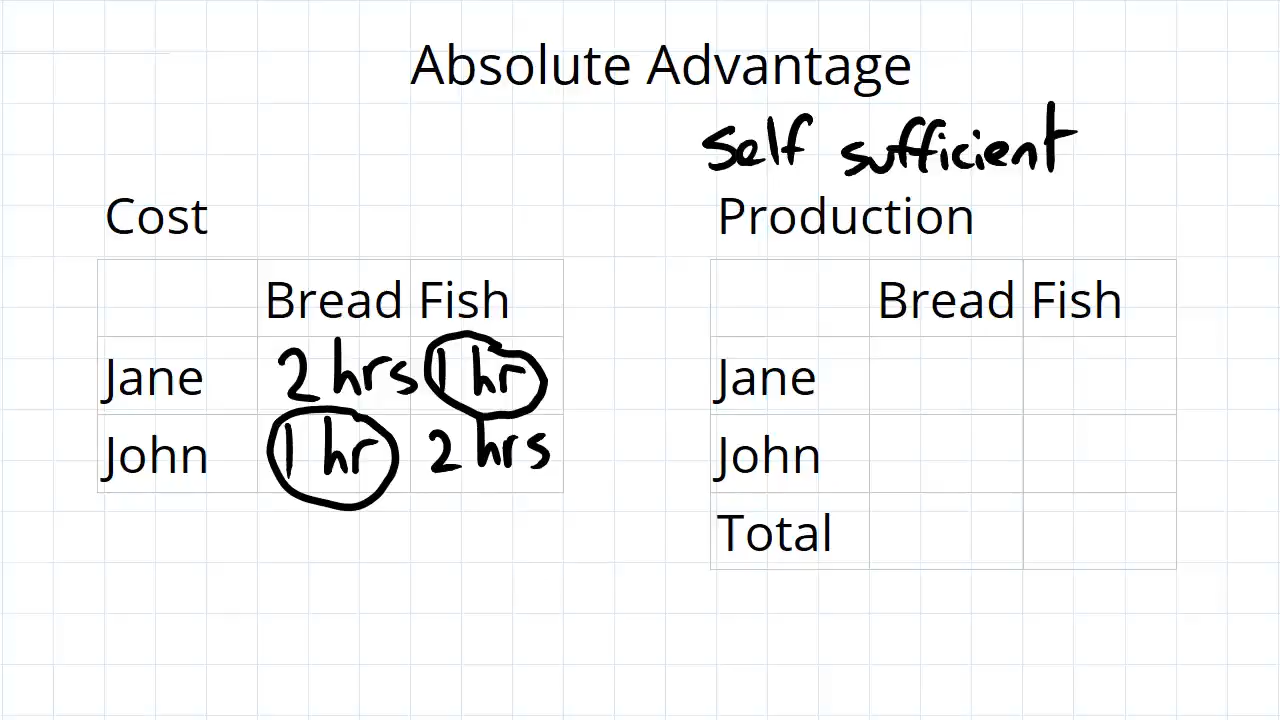 Absolute Advantage
self sufficient
Cost
Bread Fish
Jane 2 hrs 1 hr
John 1 hr 2 hrs
Production
Bread Fish
Jane
John
Total